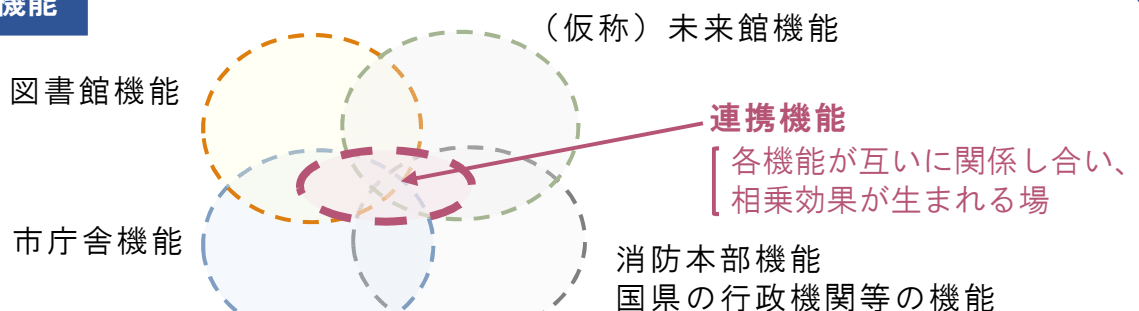 機能
（仮称）未来館機能
図書館機能
連携機能
各機能が互いに関係し合い、
相乗効果が生まれる場
市庁舎機能
消防本部機能
国県の行政機関等の機能